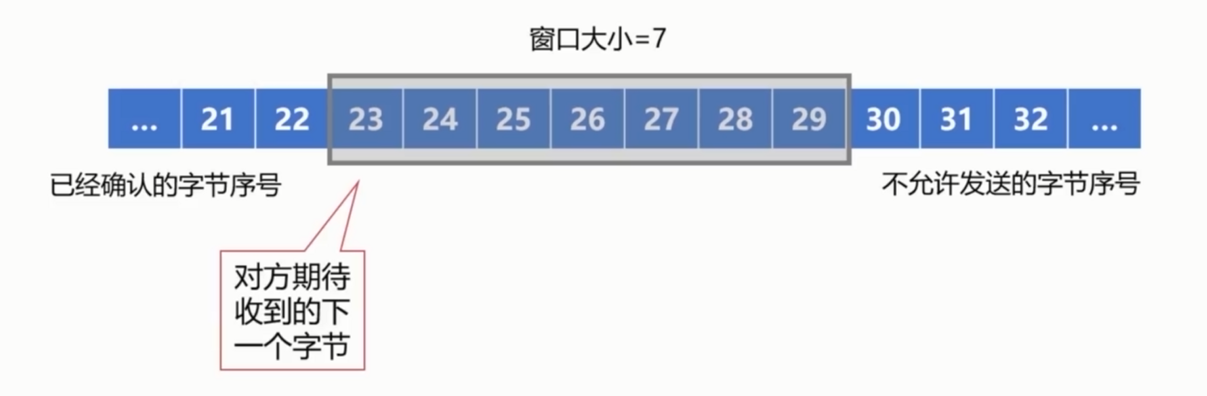 窗口大小=7
... 21 22 23 24 25 26 27 28 29 30 31 32 ...
已经确认的字节序号
不允许发送的字节序号
对方期待
收到的下
一个字节